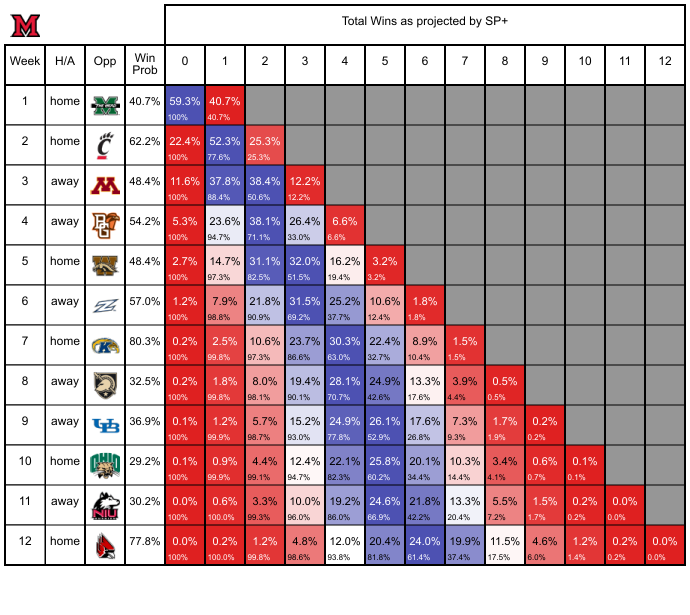 M
Total Wins as projected by SP+
Week H/A Opp Win Prob 0 1 2 3 4 5 6 7 8 9 10 11 12
1 home 40.7% 59.3% 40.7%
100% 40.7%
2 home 62.2% 22.4% 52.3% 25.3%
100% 77.6% 25.3%
3 away M 48.4% 11.6% 37.8% 38.4% 12.2%
100% 88.4% 50.6% 12.2%
4 away 54.2% 5.3% 23.6% 38.1% 26.4% 6.6%
100% 94.7% 71.1% 33.0% 6.6%
5 home 48.4% 2.7% 14.7% 31.1% 32.0% 16.2% 3.2%
100% 97.3% 82.5% 51.5% 19.4% 3.2%
6 away 57.0% 1.2% 7.9% 21.8% 31.5% 25.2% 10.6% 1.8%
100% 98.8% 90.9% 69.2% 37.7% 12.4% 1.8%
7 home 80.3% 0.2% 2.5% 10.6% 23.7% 30.3% 22.4% 8.9% 1.5%
100% 99.8% 97.3% 86.6% 63.0% 32.7% 10.4% 1.5%
8 away 32.5% 0.2% 1.8% 8.0% 19.4% 28.1% 24.9% 13.3% 3.9% 0.5%
100% 99.8% 98.1% 90.1% 70.7% 42.6% 17.6% 4.4% 0.5%
9 away UB 36.9% 0.1% 1.2% 5.7% 15.2% 24.9% 26.1% 17.6% 7.3% 1.7% 0.2%
100% 99.9% 98.7% 93.0% 77.8% 52.9% 26.8% 9.3% 1.9% 0.2%
10 home OHIO 29.2% 0.1% 0.9% 4.4% 12.4% 22.1% 25.8% 20.1% 10.3% 3.4% 0.6% 0.1%
100% 99.9% 99.1% 94.7% 82.3% 60.2% 34.4% 14.4% 4.1% 0.7% 0.1%
11 away NIU 30.2% 0.0% 0.6% 3.3% 10.0% 19.2% 24.6% 21.8% 13.3% 5.5% 1.5% 0.2% 0.0%
100% 100.0% 99.3% 96.0% 86.0% 66.9% 42.2% 20.4% 7.2% 1.7% 0.2% 0.0%
12 home 77.8% 0.0% 0.2% 1.2% 4.8% 12.0% 20.4% 24.0% 19.9% 11.5% 4.6% 1.2% 0.2% 0.0%
100% 100.0% 99.8% 98.6% 93.8% 81.8% 61.4% 37.4% 17.5% 6.0% 1.4% 0.2% 0.0%